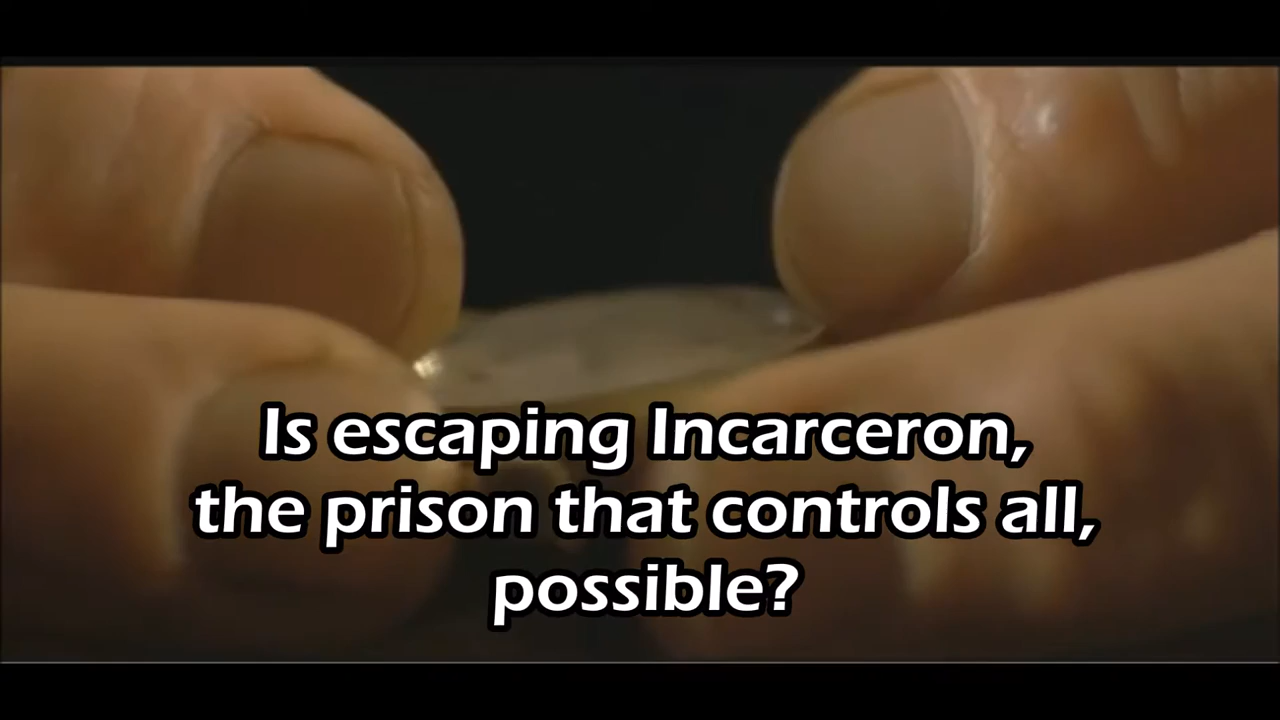 Is escaping Incarceron,
the prison that controls all,
possible?